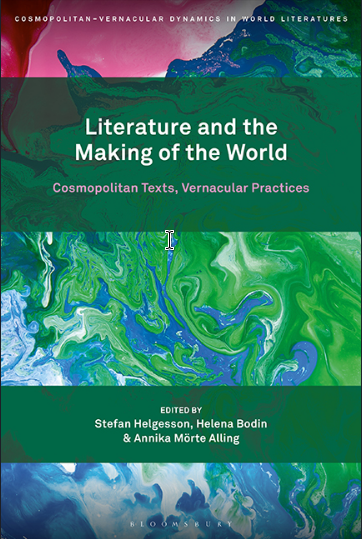 COSMOPOLITAN-VERNACULAR DYNAMICS IN WORLD LITERATURES
Literature and the
Making of the World
Cosmopolitan Texts, Vernacular Practices
EDITED BY
Stefan Helgesson, Helena Bodin
& Annika Mörte Alling
BLOOMSBURY